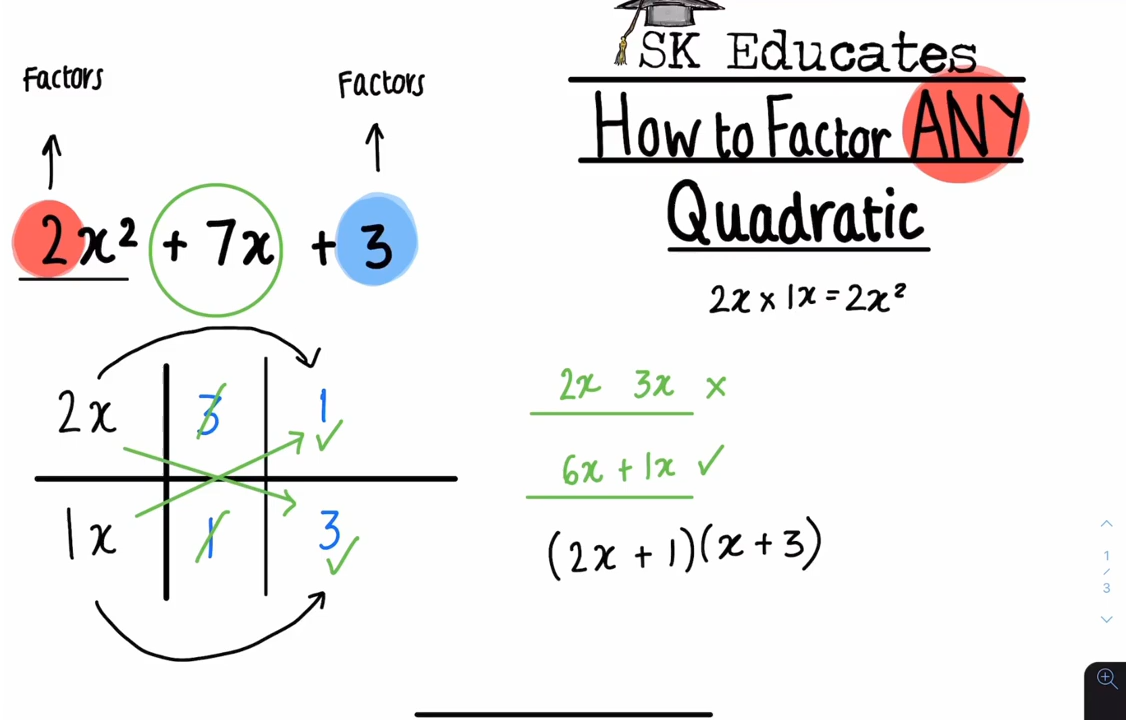 SK Educates
How to Factor ANY
Quadratic
Factors Factors
2x² + 7x + 3
2x x 1x = 2x²
2x 3 1
1x 1 3
2x 3x ×
6x + 1x ✓
(2x + 1)(x + 3)
1
/
3